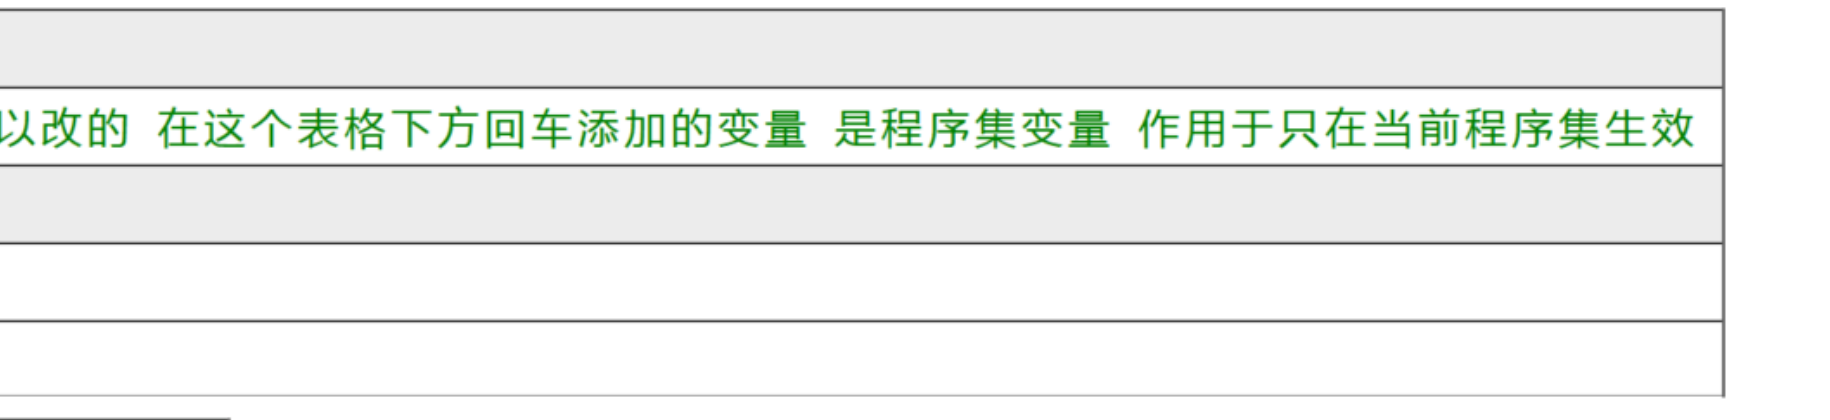 以改的 在这个表格下方回车添加的变量 是程序集变量 作用于只在当前程序集生效